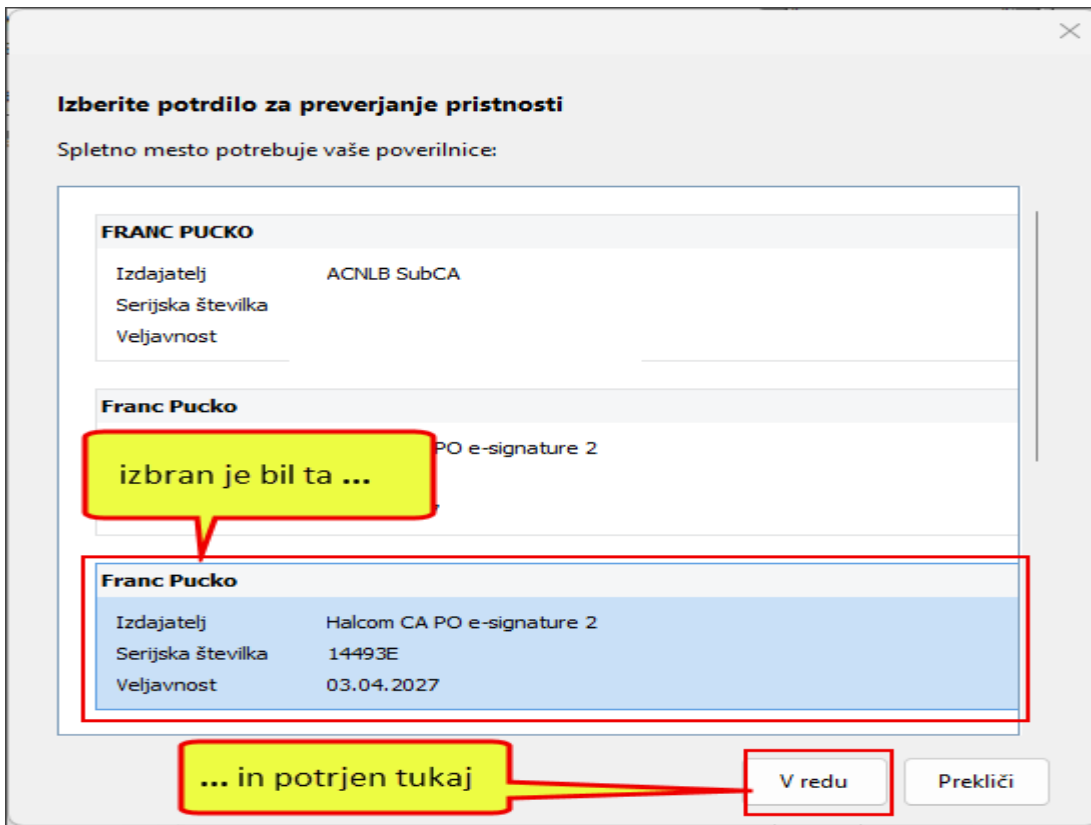 Izberite potrdilo za preverjanje pristnosti
Spletno mesto potrebuje vaše poverilnice:
FRANC PUCKO
Izdajatelj ACNLB SubCA
Serijska številka
Veljavnost
Franc Pucko
PO e-signature 2
izbran je bil ta ...
Franc Pucko
Izdajatelj Halcom CA PO e-signature 2
Serijska številka 14493E
Veljavnost 03.04.2027
... in potrjen tukaj
V redu Prekliči